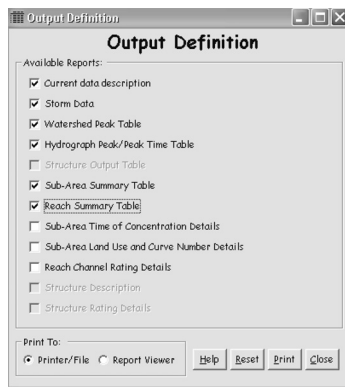 Output Definition
Output Definition
Available Reports:
Current data description
Storm Data
Watershed Peak Table
Hydrograph Peak/Peak Time Table
Structure Output Table
Sub-Area Summary Table
Reach Summary Table
Sub-Area Time of Concentration Details
Sub-Area Land Use and Curve Number Details
Reach Channel Rating Details
Structure Description
Structure Rating Details
Print To:
Printer/File Report Viewer Help Reset Print Close